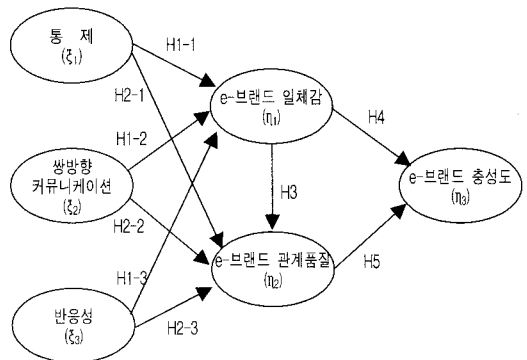 통 제
(ξ₁)
H1-1
H2-1
e-브랜드 일체감
(η₁)
H4
H1-2
쌍방향
커뮤니케이션
(ξ₂)
e-브랜드 충성도
(η₃)
H3
H2-2
H1-3
e-브랜드 관계품질
(η₂)
H5
반응성
(ξ₃)
H2-3